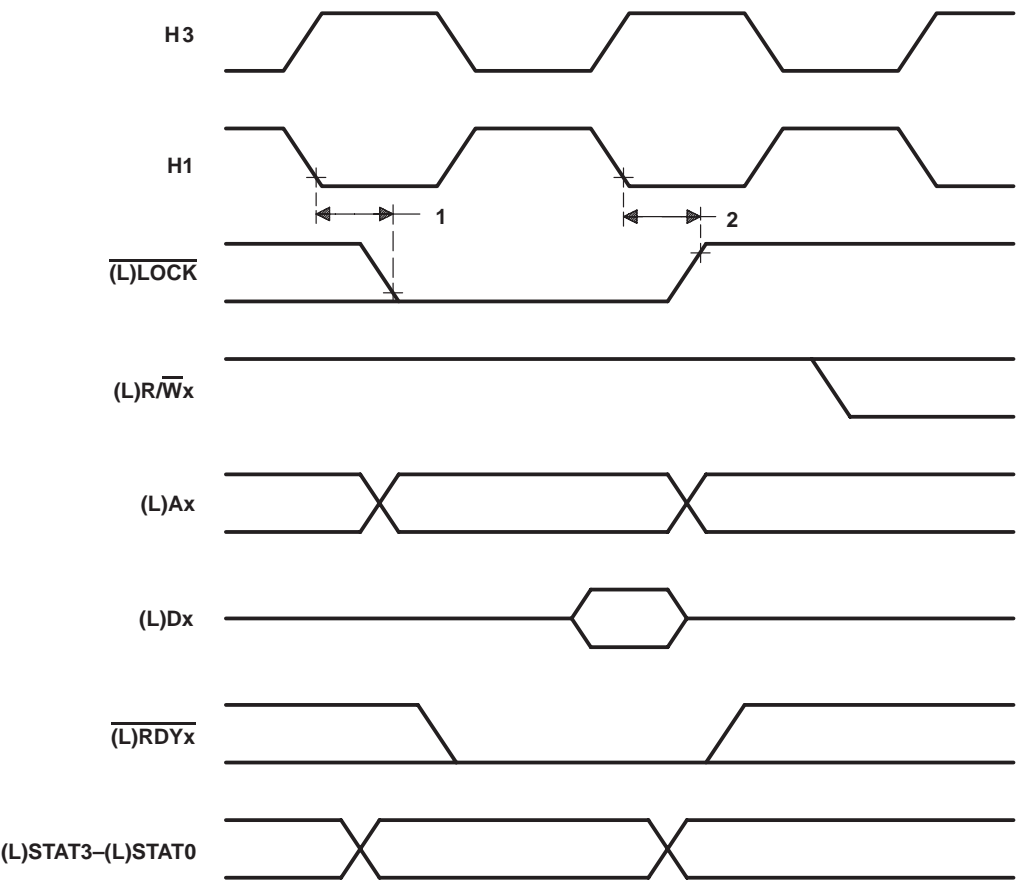 H3
H1
1
2
(L)LOCK
(L)R/Wx
(L)Ax
(L)Dx
(L)RDYx
(L)STAT3–(L)STAT0